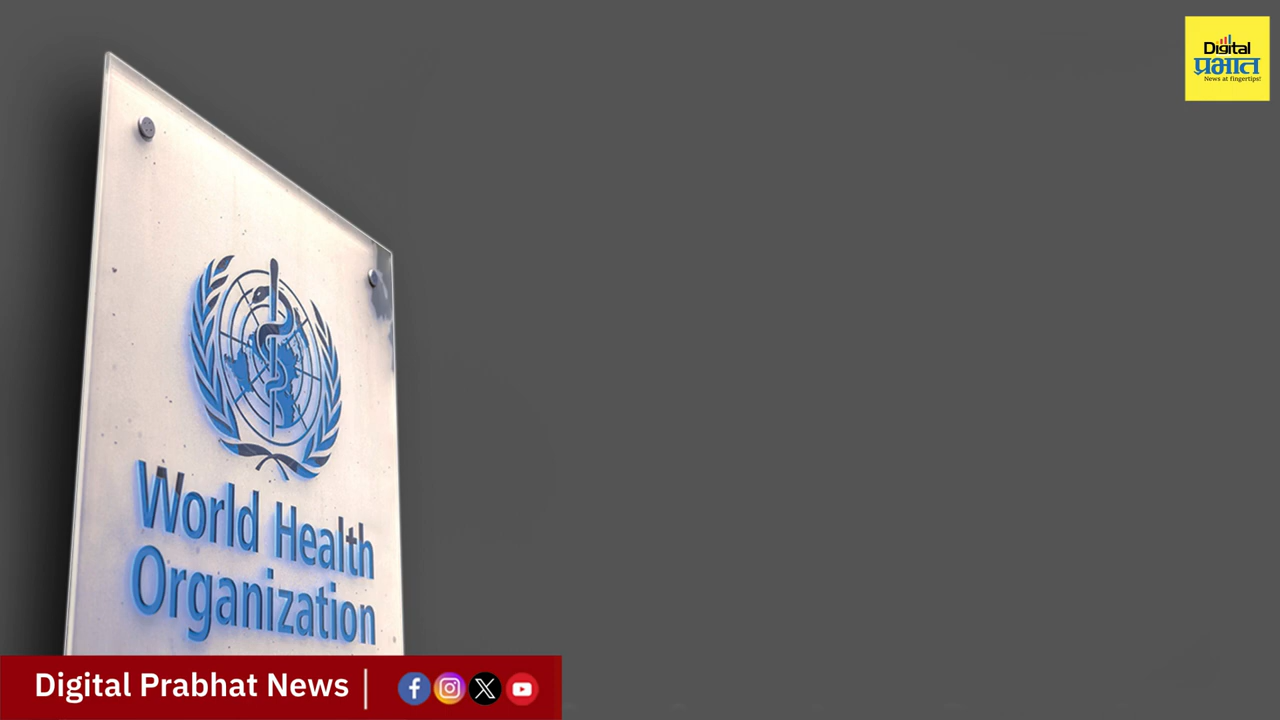 Digital
प्रभात
News at fingertips!
World Health
Organization
Digital Prabhat News |